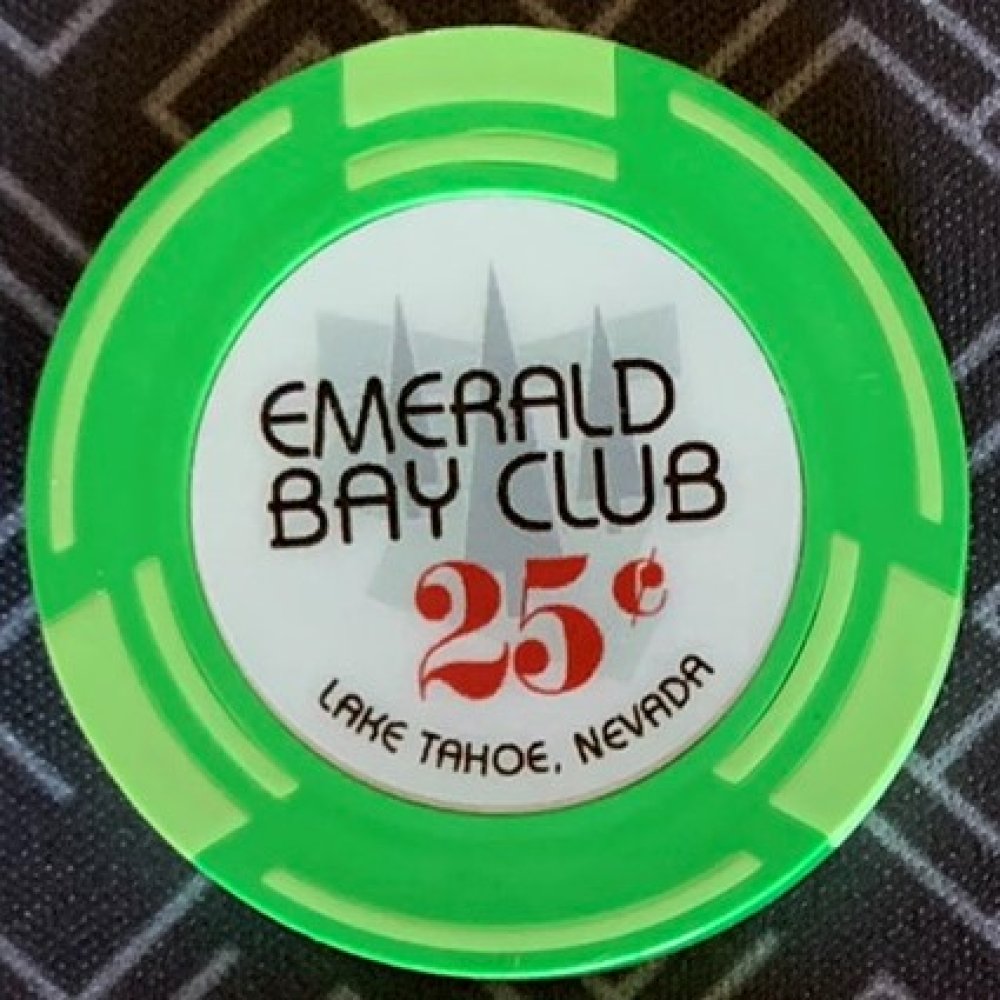 EMERALD
BAY CLUB
25¢
LAKE TAHOE, NEVADA